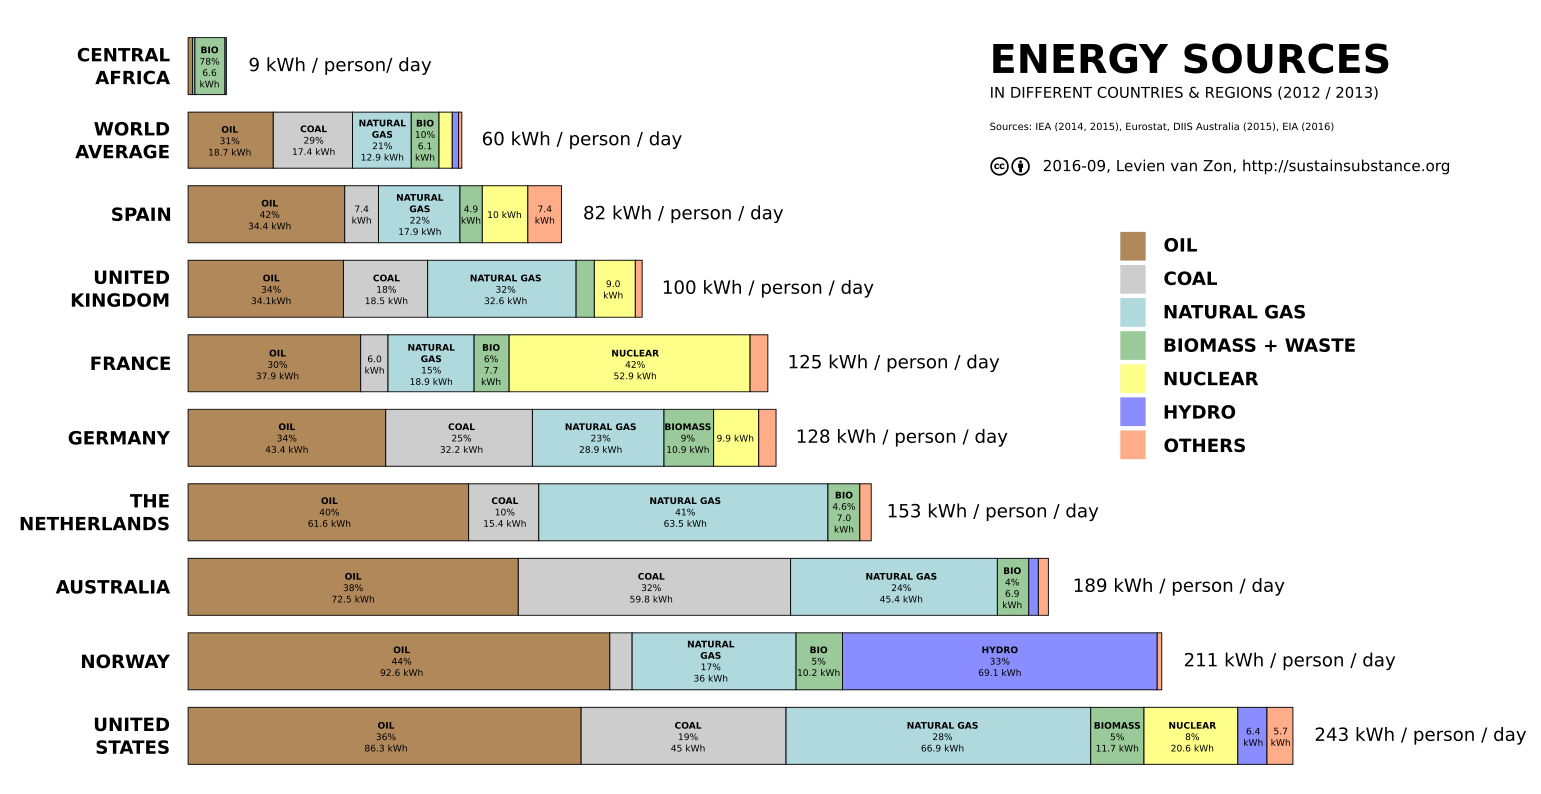 ENERGY SOURCES
IN DIFFERENT COUNTRIES & REGIONS (2012 / 2013)
Sources: IEA (2014, 2015), Eurostat, DIIS Australia (2015), EIA (2016)
cc
2016-09, Levien van Zon, http://sustainsubstance.org
OIL
COAL
NATURAL GAS
BIOMASS + WASTE
NUCLEAR
HYDRO
OTHERS
CENTRAL
AFRICA
BIO
78%
6.6
kWh
9 kWh / person/ day
WORLD
AVERAGE
OIL
31%
18.7 kWh
COAL
29%
17.4 kWh
NATURAL
GAS
21%
12.9 kWh
BIO
10%
6.1
kWh
60 kWh / person / day
SPAIN
OIL
42%
34.4 kWh
7.4
kWh
NATURAL
GAS
22%
17.9 kWh
4.9
kWh
10 kWh
7.4
kWh
82 kWh / person / day
UNITED
KINGDOM
OIL
34%
34.1kWh
COAL
18%
18.5 kWh
NATURAL GAS
32%
32.6 kWh
9.0
kWh
100 kWh / person / day
FRANCE
OIL
30%
37.9 kWh
6.0
kWh
NATURAL
GAS
15%
18.9 kWh
BIO
6%
7.7
kWh
NUCLEAR
42%
52.9 kWh
125 kWh / person / day
GERMANY
OIL
34%
43.4 kWh
COAL
25%
32.2 kWh
NATURAL GAS
23%
28.9 kWh
BIOMASS
9%
10.9 kWh
9.9 kWh
128 kWh / person / day
THE
NETHERLANDS
OIL
40%
61.6 kWh
COAL
10%
15.4 kWh
NATURAL GAS
41%
63.5 kWh
BIO
4.6%
7.0
kWh
153 kWh / person / day
AUSTRALIA
OIL
38%
72.5 kWh
COAL
32%
59.8 kWh
NATURAL GAS
24%
45.4 kWh
BIO
4%
6.9
kWh
189 kWh / person / day
NORWAY
OIL
44%
92.6 kWh
NATURAL
GAS
17%
36 kWh
BIO
5%
10.2 kWh
HYDRO
33%
69.1 kWh
211 kWh / person / day
UNITED
STATES
OIL
36%
86.3 kWh
COAL
19%
45 kWh
NATURAL GAS
28%
66.9 kWh
BIOMASS
5%
11.7 kWh
NUCLEAR
8%
20.6 kWh
6.4
kWh
5.7
kWh
243 kWh / person / day